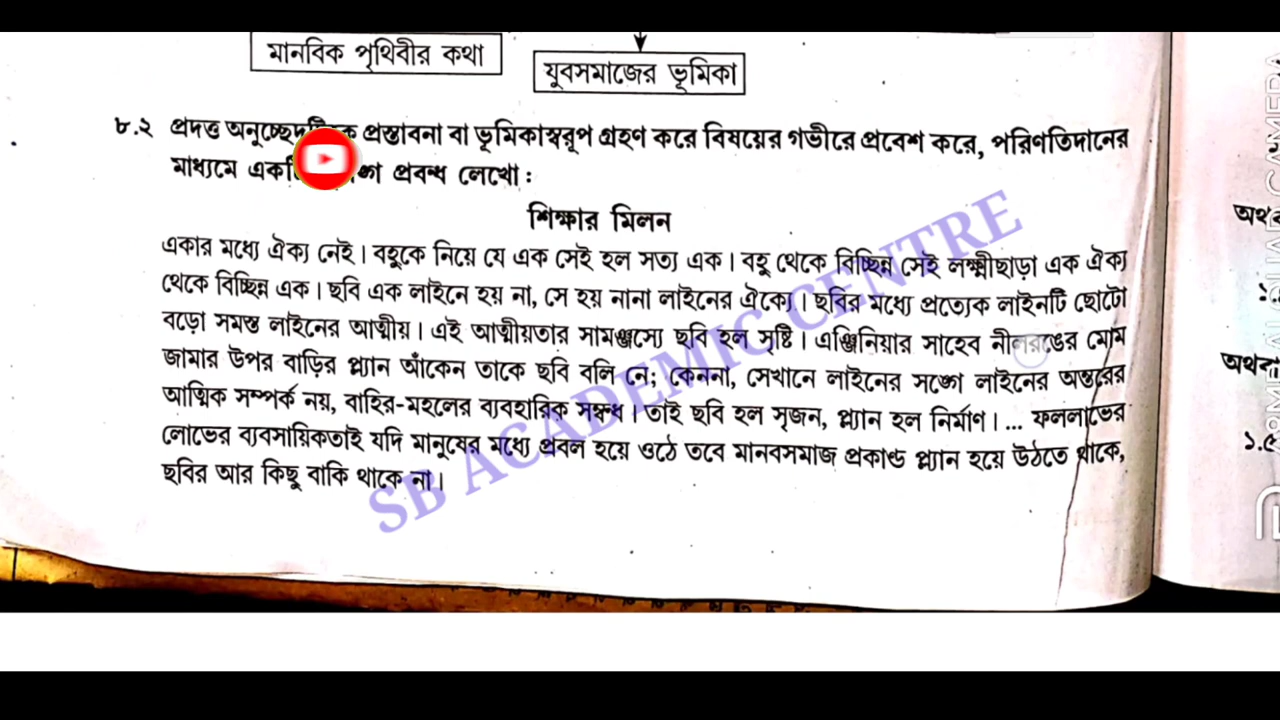 মানবিক পৃথিবীর কথা
যুবসমাজের ভূমিকা
৮.২ প্রদত্ত প্রস্তাবনা বা ভূমিকাস্বরূপ গ্রহণ করে বিষয়ের গভীরে প্রবেশ করে, পরিণতিদানের
মাধ্যমে প্রবন্ধ লেখো :
শিক্ষার মিলন
একার মধ্যে ঐক্য নেই। বহুকে নিয়ে যে এক সেই হল সত্য এক। বহু থেকে বিচ্ছিন্ন সেই লক্ষ্মীছাড়া এক ঐক্য
থেকে বিচ্ছিন্ন এক। ছবি এক লাইনে হয় না, সে হয় নানা লাইনের ঐক্যে। ছবির মধ্যে প্রত্যেক লাইনটি ছোটো
বড়ো সমস্ত লাইনের আত্মীয়। এই আত্মীয়তার সামঞ্জস্যে ছবি হল সৃষ্টি। এঞ্জিনিয়ার সাহেব নীলরঙের মোম
জামার উপর বাড়ির প্ল্যান আঁকেন তাকে ছবি বলি নে; কেননা, সেখানে লাইনের সঙ্গে লাইনের অন্তরের
আত্মিক সম্পর্ক নয়, বাহির-মহলের ব্যবহারিক সম্বন্ধ। তাই ছবি হল সৃজন, প্ল্যান হল নির্মাণ। ... ফললাভের
লোভের ব্যবসায়িকতাই যদি মানুষের মধ্যে প্রবল হয়ে ওঠে তবে মানবসমাজ প্রকাণ্ড প্ল্যান হয়ে উঠতে থাকে,
ছবির আর কিছু বাকি থাকে না।
SB ACADEMIC CENTRE
অথবা
১.৫